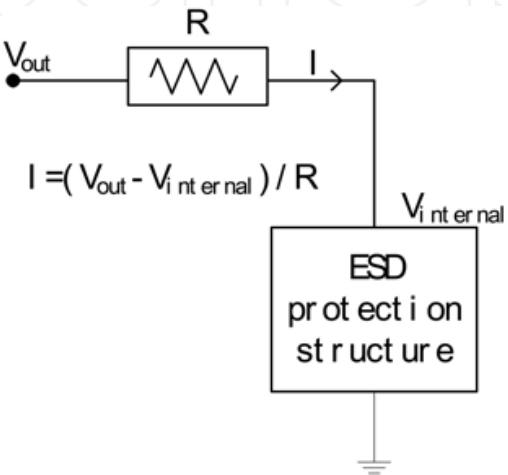 R
Vout
I
I =( Vout - Vinternal ) / R
Vinternal
ESD
protection
structure